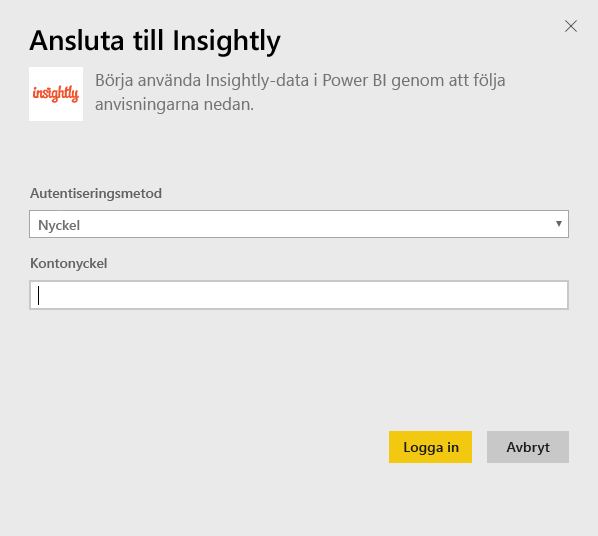 Ansluta till Insightly
insightly
Börja använda Insightly-data i Power BI genom att följa
anvisningarna nedan.
Autentiseringsmetod
Nyckel
Kontonyckel
Logga in
Avbryt